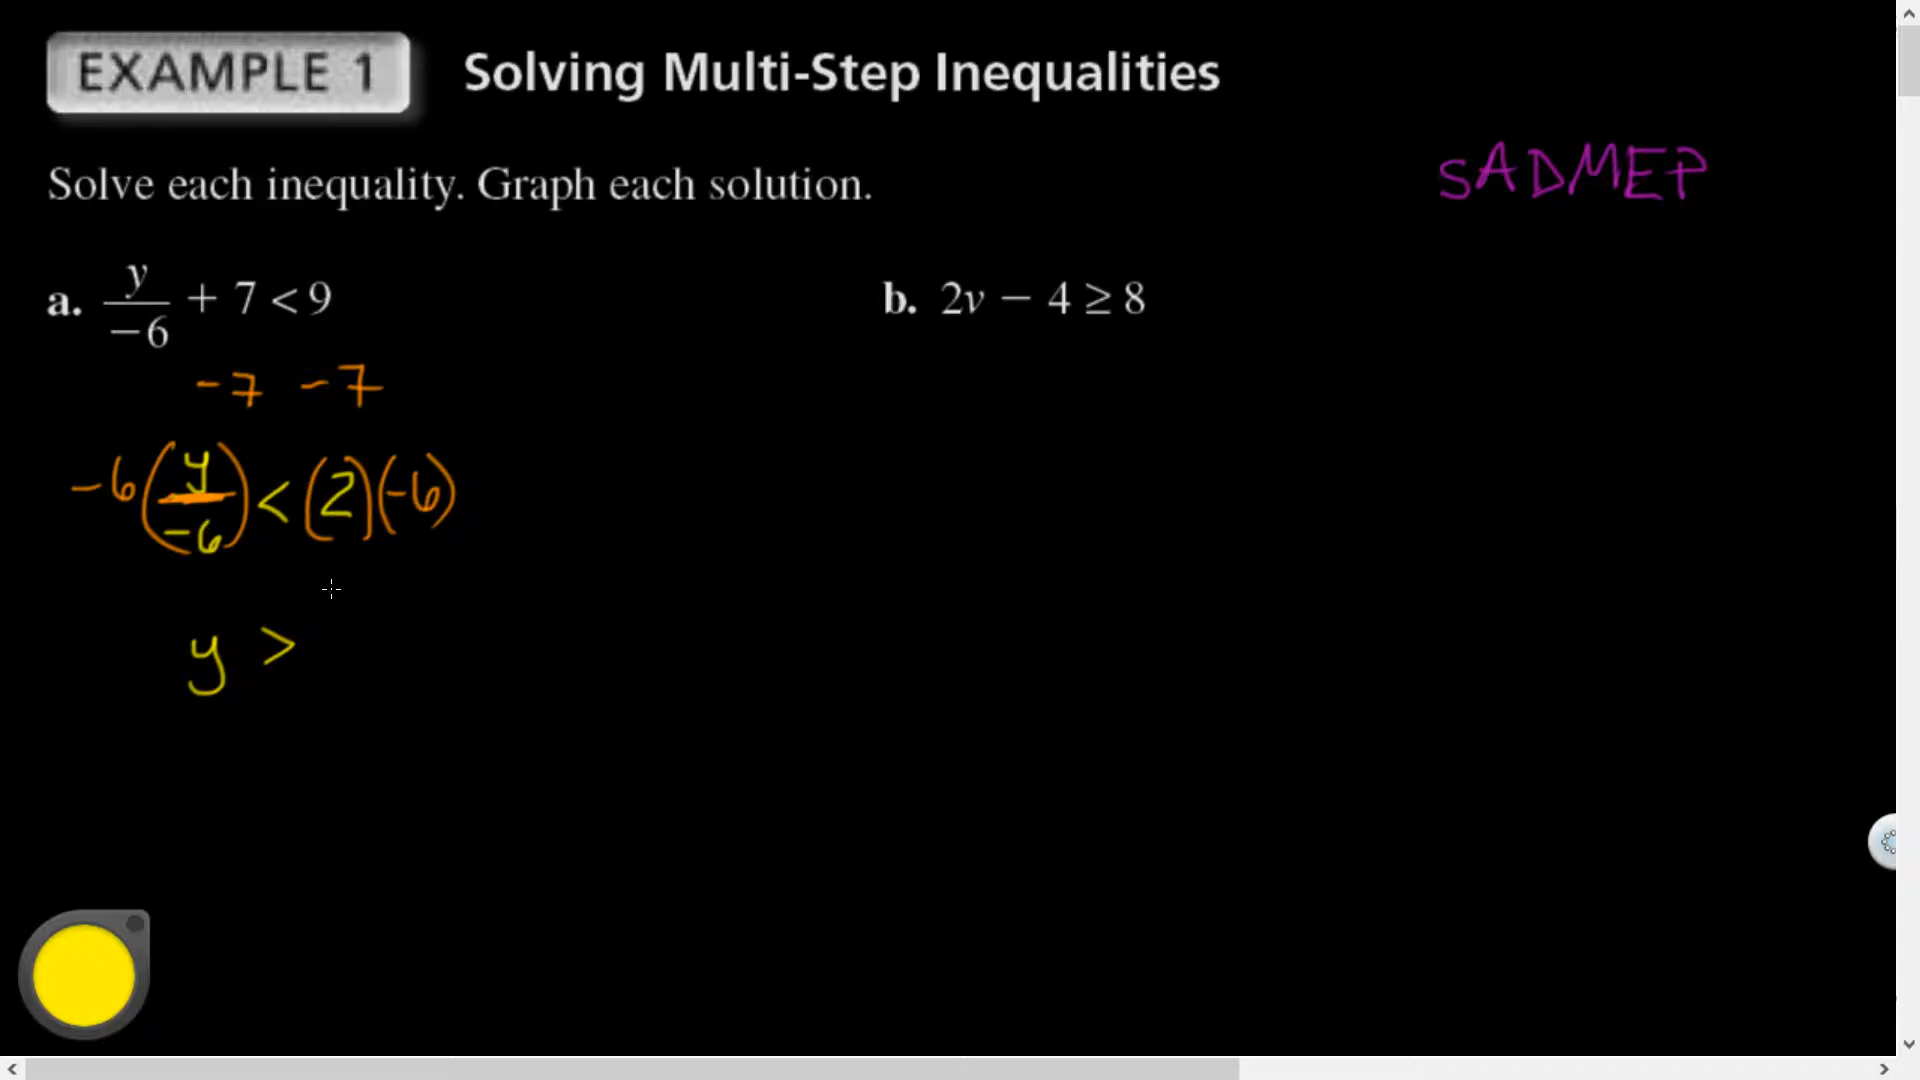 EXAMPLE 1 Solving Multi-Step Inequalities
SADMEP
Solve each inequality. Graph each solution.
a. y/−6 + 7 < 9
−7 −7
−6(y/−6) < (2)(−6)
y >
b. 2v − 4 ≥ 8